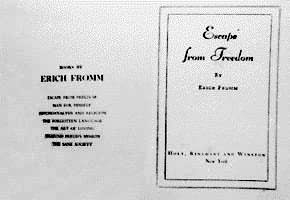 BOOKS BY
ERICH FROMM
ESCAPE FROM FREEDOM
MAN FOR HIMSELF
PSYCHOANALYSIS AND RELIGION
THE FORGOTTEN LANGUAGE
THE ART OF LOVING
SIGMUND FREUD'S MISSION
THE SANE SOCIETY
Escape
from Freedom
BY
ERICH FROMM
HOLT, RINEHART AND WINSTON
New York